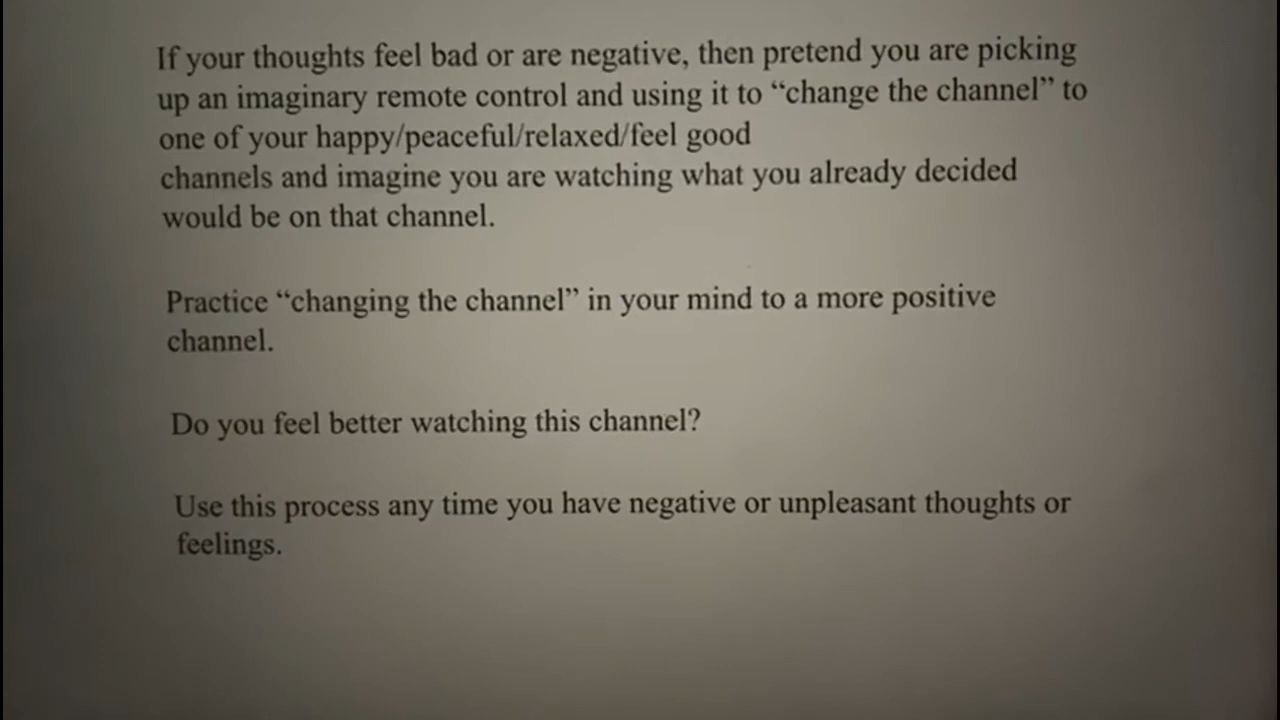 If your thoughts feel bad or are negative, then pretend you are picking
up an imaginary remote control and using it to “change the channel” to
one of your happy/peaceful/relaxed/feel good
channels and imagine you are watching what you already decided
would be on that channel.
Practice “changing the channel” in your mind to a more positive
channel.
Do you feel better watching this channel?
Use this process any time you have negative or unpleasant thoughts or
feelings.